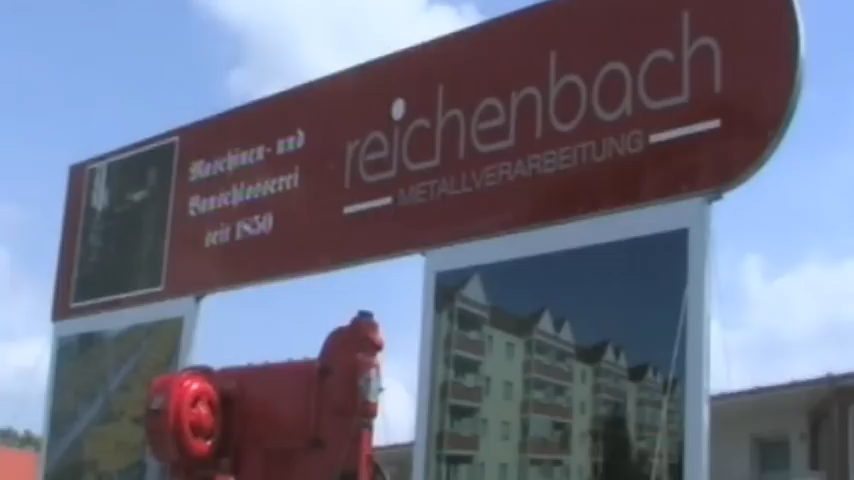 Maschinen- und
Bauschlosserei
seit 1850
reichenbach
METALLVERARBEITUNG